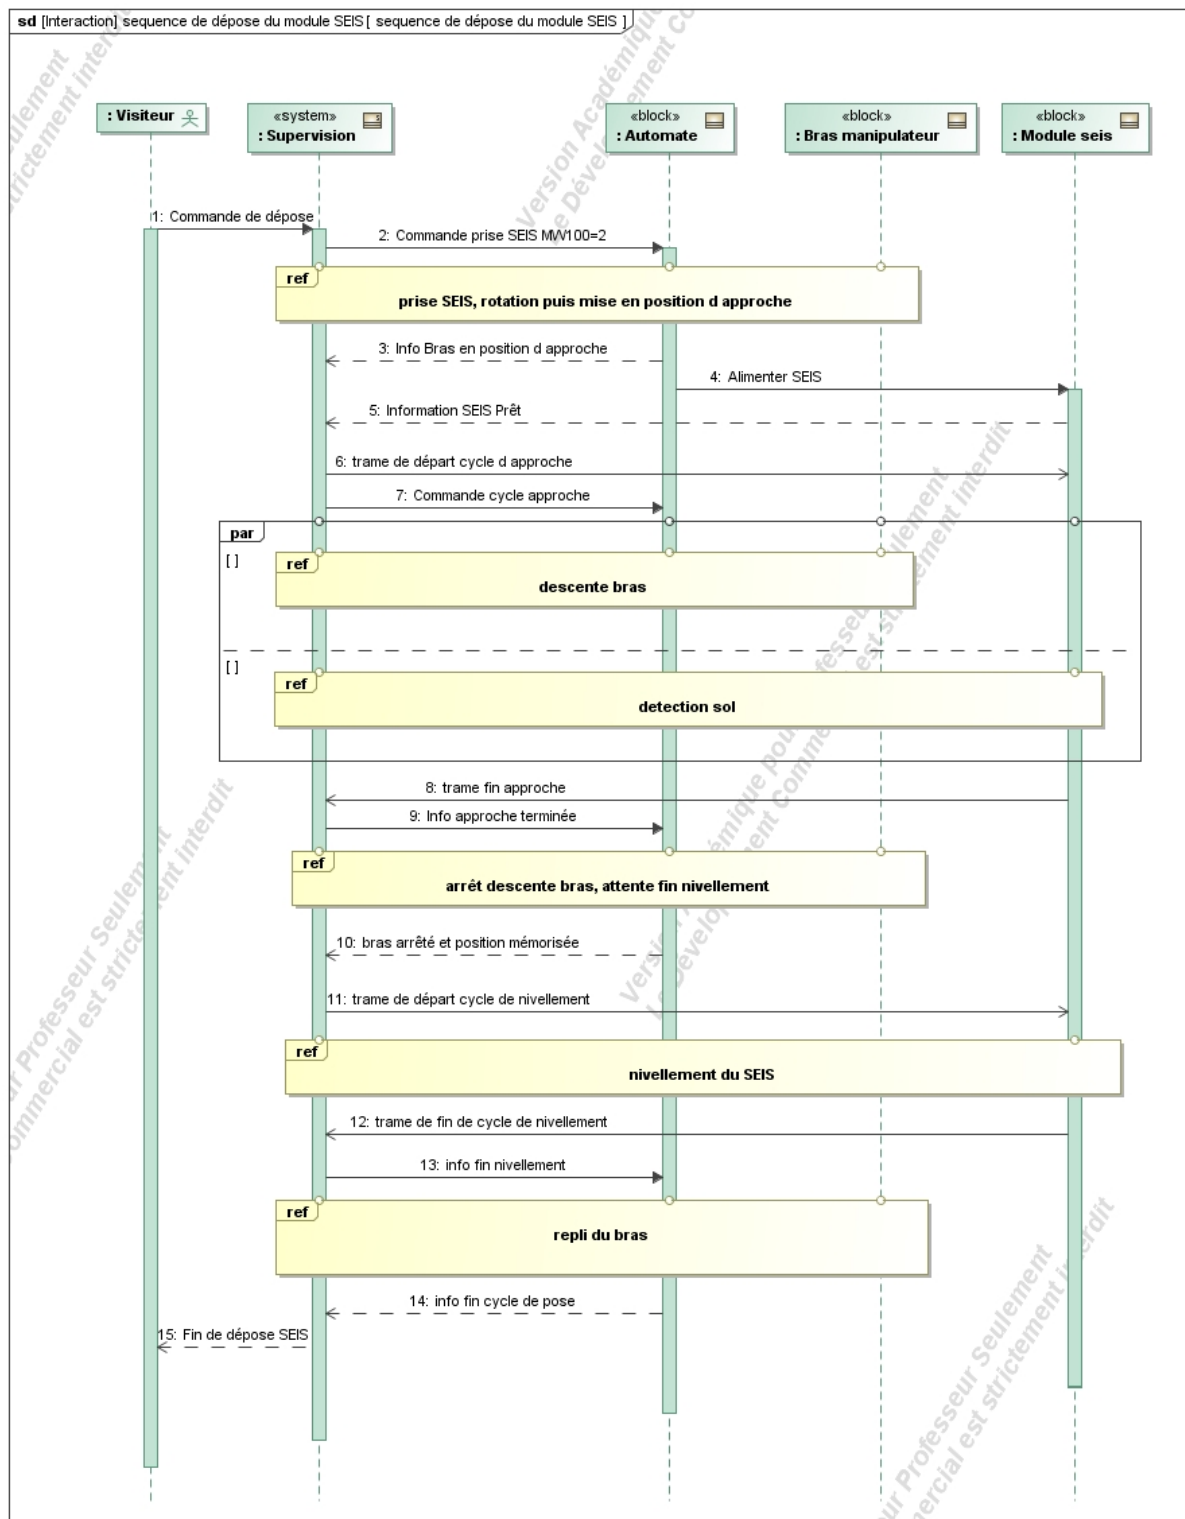 sd [Interaction] sequence de dépose du module SEIS [ sequence de dépose du module SEIS ]
: Visiteur
«system»
: Supervision
«block»
: Automate
«block»
: Bras manipulateur
«block»
: Module seis
1: Commande de dépose
2: Commande prise SEIS MW100=2
ref
prise SEIS, rotation puis mise en position d approche
3: Info Bras en position d approche
4: Alimenter SEIS
5: Information SEIS Prêt
6: trame de départ cycle d approche
7: Commande cycle approche
par
[ ]
ref
descente bras
[ ]
ref
detection sol
8: trame fin approche
9: Info approche terminée
ref
arrêt descente bras, attente fin nivellement
10: bras arrêté et position mémorisée
11: trame de départ cycle de nivellement
ref
nivellement du SEIS
12: trame de fin de cycle de nivellement
13: info fin nivellement
ref
repli du bras
14: info fin cycle de pose
15: Fin de dépose SEIS